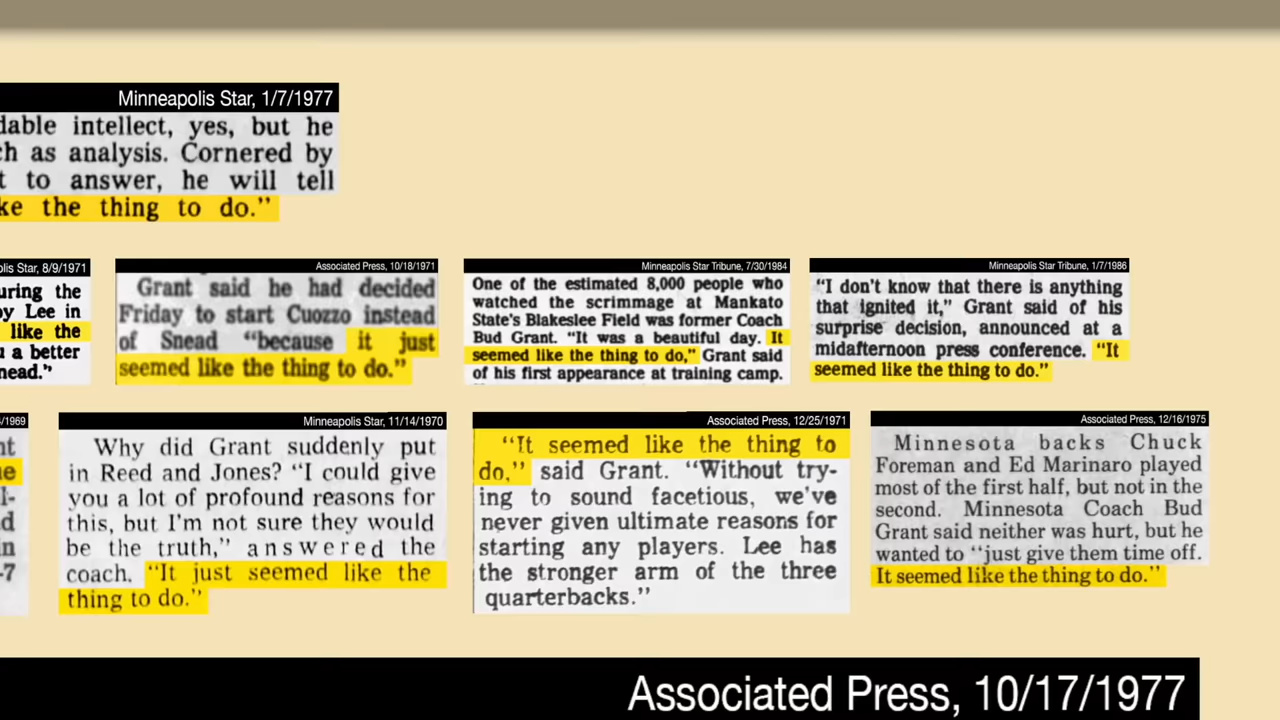 Minneapolis Star, 1/7/1977
intellect, yes, but he
as analysis. Cornered by
to answer, he will tell
the thing to do.”
Star, 8/9/1971
the
by Lee in
like the
a better
Associated Press, 10/18/1971
Grant said he had decided
Friday to start Cuozzo instead
of Snead “because it just
seemed like the thing to do.”
Minneapolis Star Tribune, 7/30/1984
One of the estimated 8,000 people who
watched the scrimmage at Mankato
State’s Blakeslee Field was former Coach
Bud Grant. “It was a beautiful day. It
seemed like the thing to do,” Grant said
of his first appearance at training camp.
Minneapolis Star Tribune, 1/7/1986
“I don’t know that there is anything
that ignited it,” Grant said of his
surprise decision, announced at a
midafternoon press conference. “It
seemed like the thing to do.”
/1969
Minneapolis Star, 11/14/1970
Why did Grant suddenly put
in Reed and Jones? “I could give
you a lot of profound reasons for
this, but I’m not sure they would
be the truth,” answered the
coach. “It just seemed like the
thing to do.”
Associated Press, 12/25/1971
“It seemed like the thing to
do,” said Grant. “Without try-
ing to sound facetious, we’ve
never given ultimate reasons for
starting any players. Lee has
the stronger arm of the three
quarterbacks.”
Associated Press, 12/16/1975
Minnesota backs Chuck
Foreman and Ed Marinaro played
most of the first half, but not in the
second. Minnesota Coach Bud
Grant said neither was hurt, but he
wanted to “just give them time off.
It seemed like the thing to do.”
Associated Press, 10/17/1977